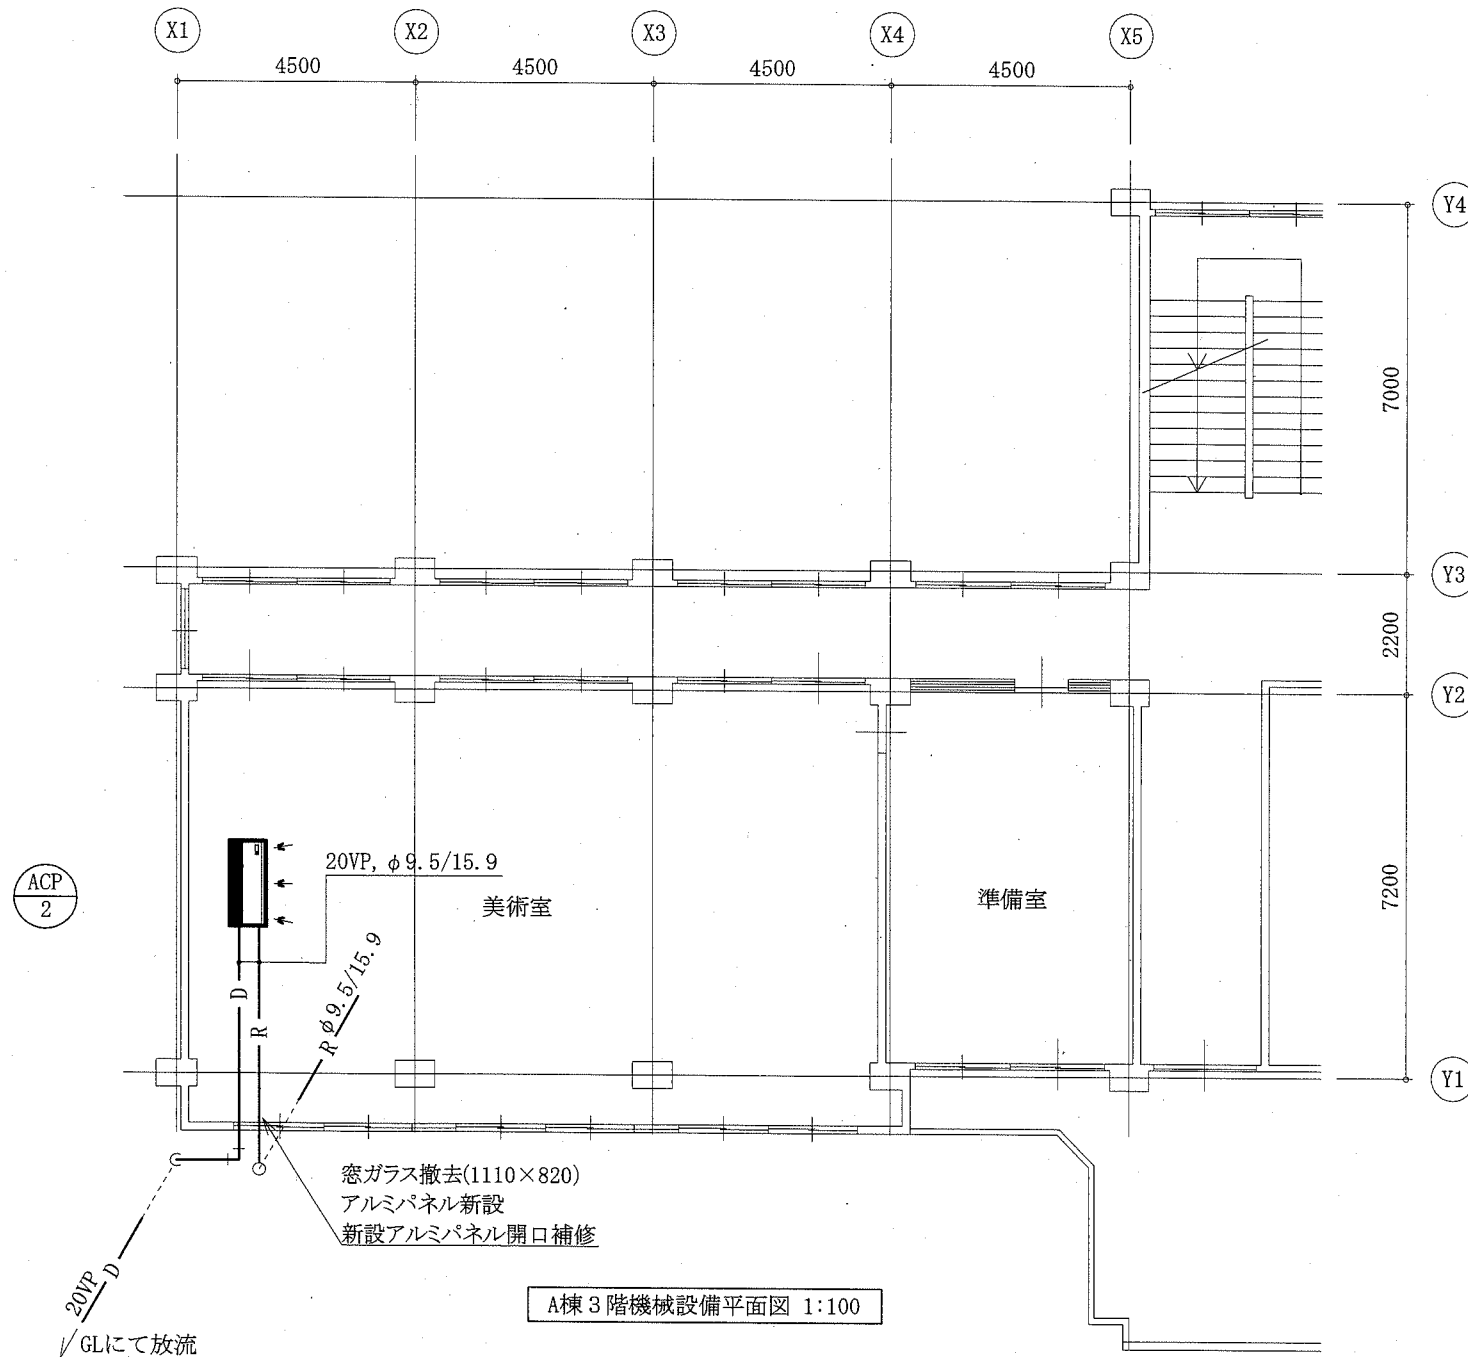 X1
X2
X3
X4
X5
4500
4500
4500
4500
Y4
7000
Y3
2200
Y2
7200
Y1
ACP
2
20VP, φ9.5/15.9
美術室
準備室
D
R
R φ9.5/15.9
窓ガラス撤去(1110×820)
アルミパネル新設
新設アルミパネル開口補修
20VP D
GLにて放流
A棟3階機械設備平面図 1:100